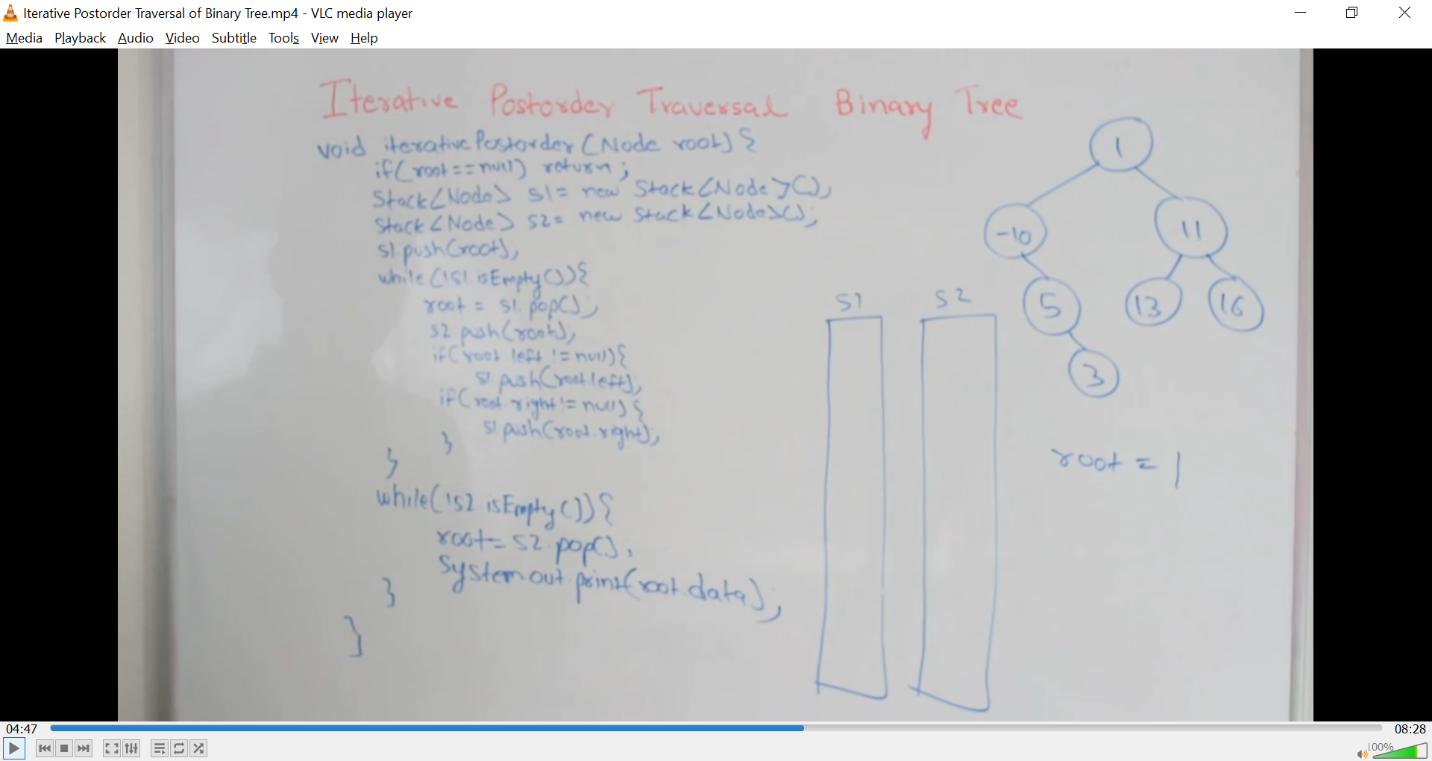 Iterative Postorder Traversal of Binary Tree.mp4 - VLC media player
Media Playback Audio Video Subtitle Tools View Help
Iterative Postorder Traversal Binary Tree
void iterativePostorder (Node root) {
if(root==null) return;
Stack<Node> S1= new Stack<Node>();
Stack<Node> S2= new Stack<Node>();
S1.push(root);
while (!S1.isEmpty()){
root = S1.pop();
S2.push(root);
if(root.left != null){
S1.push(root.left);
if(root.right != null) {
S1.push(root.right);
}
}
while(!S2.isEmpty()){
root=S2.pop();
System.out.print(root.data);
}
}
S1 S2
1
-10 11
5 13 16
3
root = 1
04:47 08:28
100%